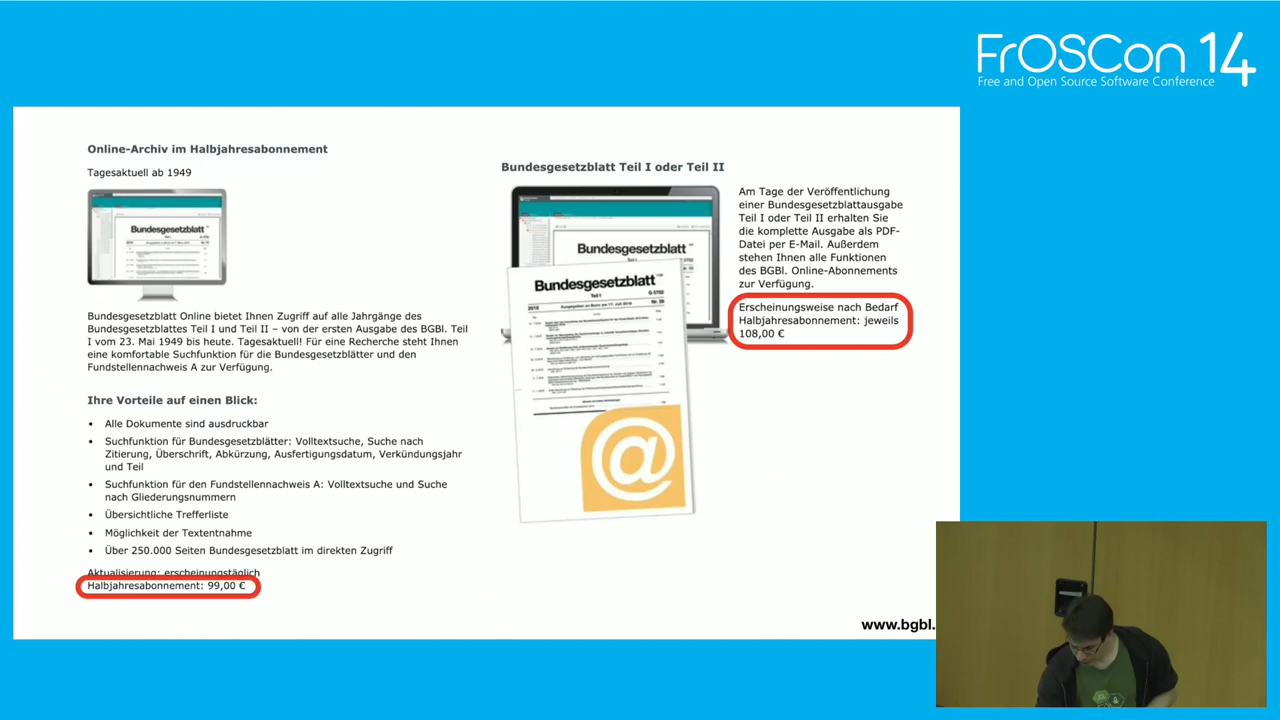 FrOSCon 14
Free and Open Source Software Conference
Online-Archiv im Halbjahresabonnement
Tagesaktuell ab 1949
Bundesgesetzblatt
Bundesgesetzblatt Online bietet Ihnen Zugriff auf alle Jahrgänge des
Bundesgesetzblattes Teil I und Teil II – von der ersten Ausgabe des BGBl. Teil
I vom 23. Mai 1949 bis heute. Tagesaktuell! Für eine Recherche steht Ihnen
eine komfortable Suchfunktion für die Bundesgesetzblätter und den
Fundstellennachweis A zur Verfügung.
Ihre Vorteile auf einen Blick:
• Alle Dokumente sind ausdruckbar
• Suchfunktion für Bundesgesetzblätter: Volltextsuche, Suche nach
Zitierung, Überschrift, Abkürzung, Ausfertigungsdatum, Verkündungsjahr
und Teil
• Suchfunktion für den Fundstellennachweis A: Volltextsuche und Suche
nach Gliederungsnummern
• Übersichtliche Trefferliste
• Möglichkeit der Textentnahme
• Über 250.000 Seiten Bundesgesetzblatt im direkten Zugriff
Aktualisierung: erscheinungstäglich
Halbjahresabonnement: 99,00 €
Bundesgesetzblatt Teil I oder Teil II
Bundesgesetzblatt
Bundesgesetzblatt
Teil I
G 5702
@
Am Tage der Veröffentlichung
einer Bundesgesetzblattausgabe
Teil I oder Teil II erhalten Sie
die komplette Ausgabe als PDF-
Datei per E-Mail. Außerdem
stehen Ihnen alle Funktionen
des BGBl. Online-Abonnements
zur Verfügung.
Erscheinungsweise nach Bedarf
Halbjahresabonnement: jeweils
108,00 €
www.bgbl.